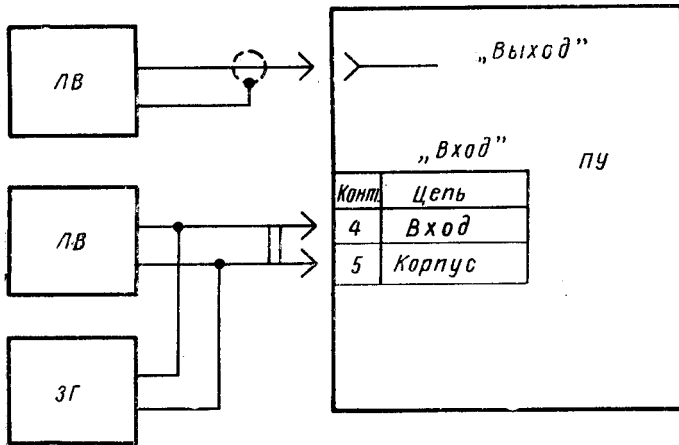 ЛВ
„Выход”
„Вход”
ПУ
Конт. Цепь
4 Вход
5 Корпус
ЛВ
ЗГ